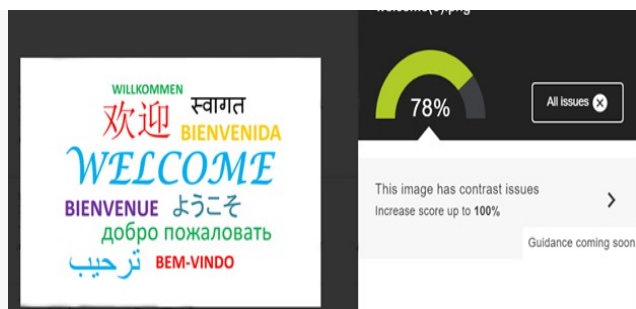 WILLKOMMEN
欢迎 स्वागत
BIENVENIDA
WELCOME
BIENVENUE ようこそ
добро пожаловать
ترحيب BEM-VINDO
78%
All issues
This image has contrast issues
Increase score up to 100%
Guidance coming soon